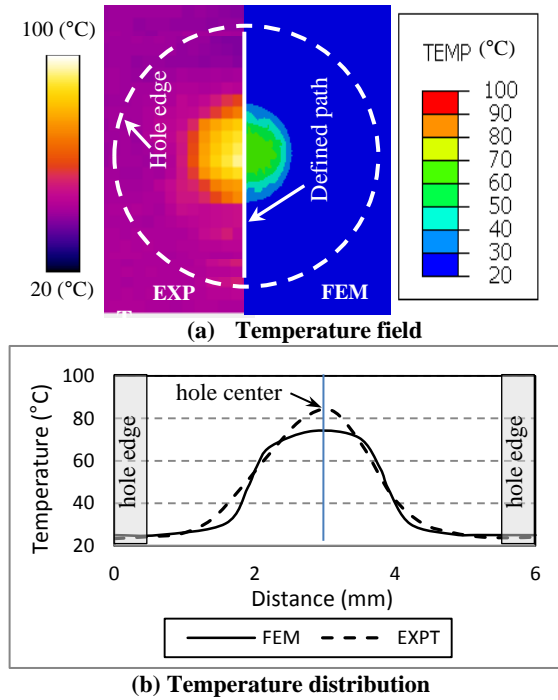 100 (°C)
20 (°C)
Hole edge
Defined path
EXP
FEM
TEMP (°C)
100
90
80
70
60
50
40
30
20
(a) Temperature field
Temperature (°C)
100
80
60
40
20
hole edge
hole center
hole edge
0
2
4
6
Distance (mm)
FEM
EXPT
(b) Temperature distribution